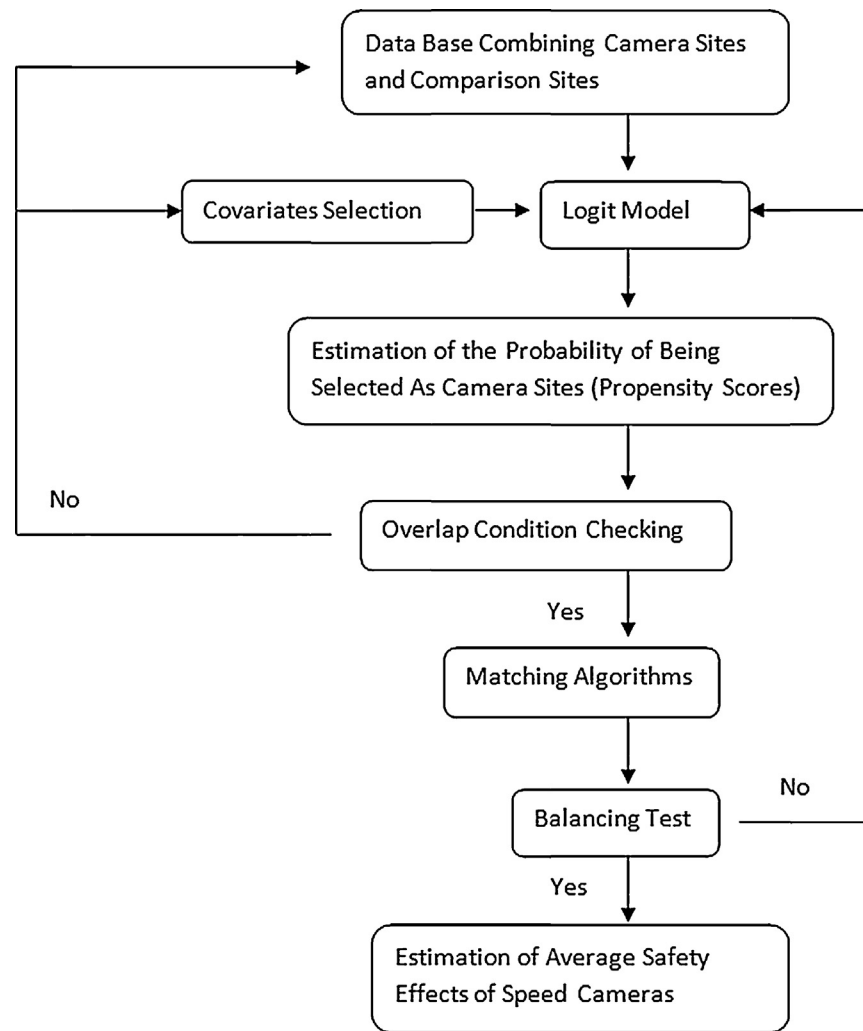 Data Base Combining Camera Sites
and Comparison Sites
Covariates Selection
Logit Model
Estimation of the Probability of Being
Selected As Camera Sites (Propensity Scores)
No
Overlap Condition Checking
Yes
Matching Algorithms
No
Balancing Test
Yes
Estimation of Average Safety
Effects of Speed Cameras